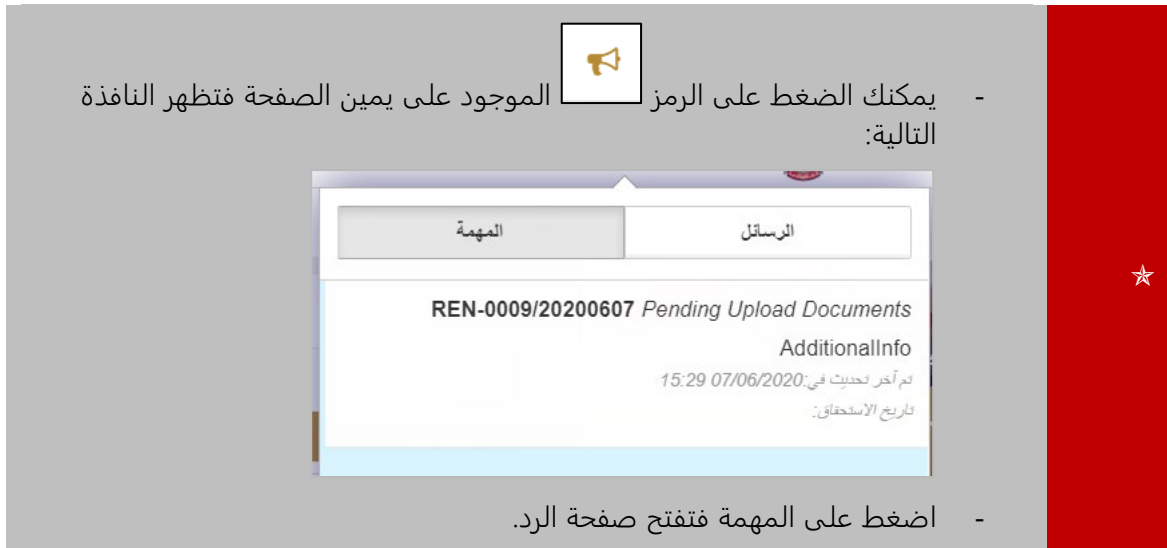 - يمكنك الضغط على الرمز الموجود على يمين الصفحة فتظهر النافذة
التالية:
الرسائل المهمة
REN-0009/20200607 Pending Upload Documents
AdditionalInfo
تم آخر تحديث في:07/06/2020 15:29
تاريخ الاستحقاق:
- اضغط على المهمة فتفتح صفحة الرد.